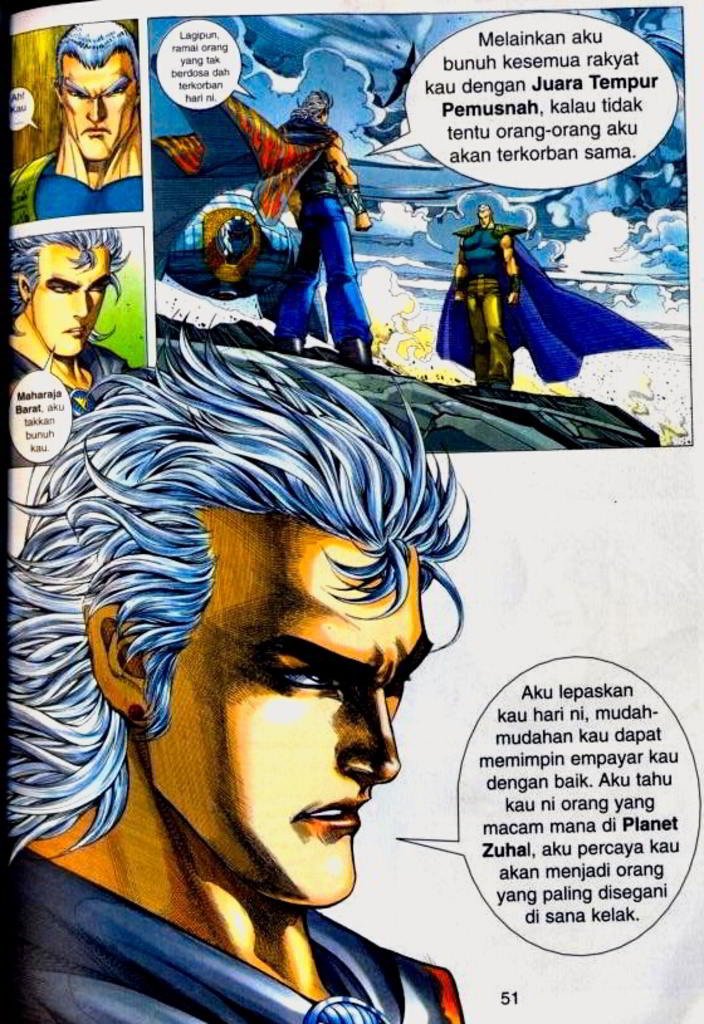 Ah!
Kau
Maharaja
Barat, aku
takkan
bunuh
kau.
Lagipun,
ramai orang
yang tak
berdosa dah
terkorban
hari ni.
Melainkan aku
bunuh kesemua rakyat
kau dengan Juara Tempur
Pemusnah, kalau tidak
tentu orang-orang aku
akan terkorban sama.
Aku lepaskan
kau hari ni, mudah-
mudahan kau dapat
memimpin empayar kau
dengan baik. Aku tahu
kau ni orang yang
macam mana di Planet
Zuhal, aku percaya kau
akan menjadi orang
yang paling disegani
di sana kelak.
51